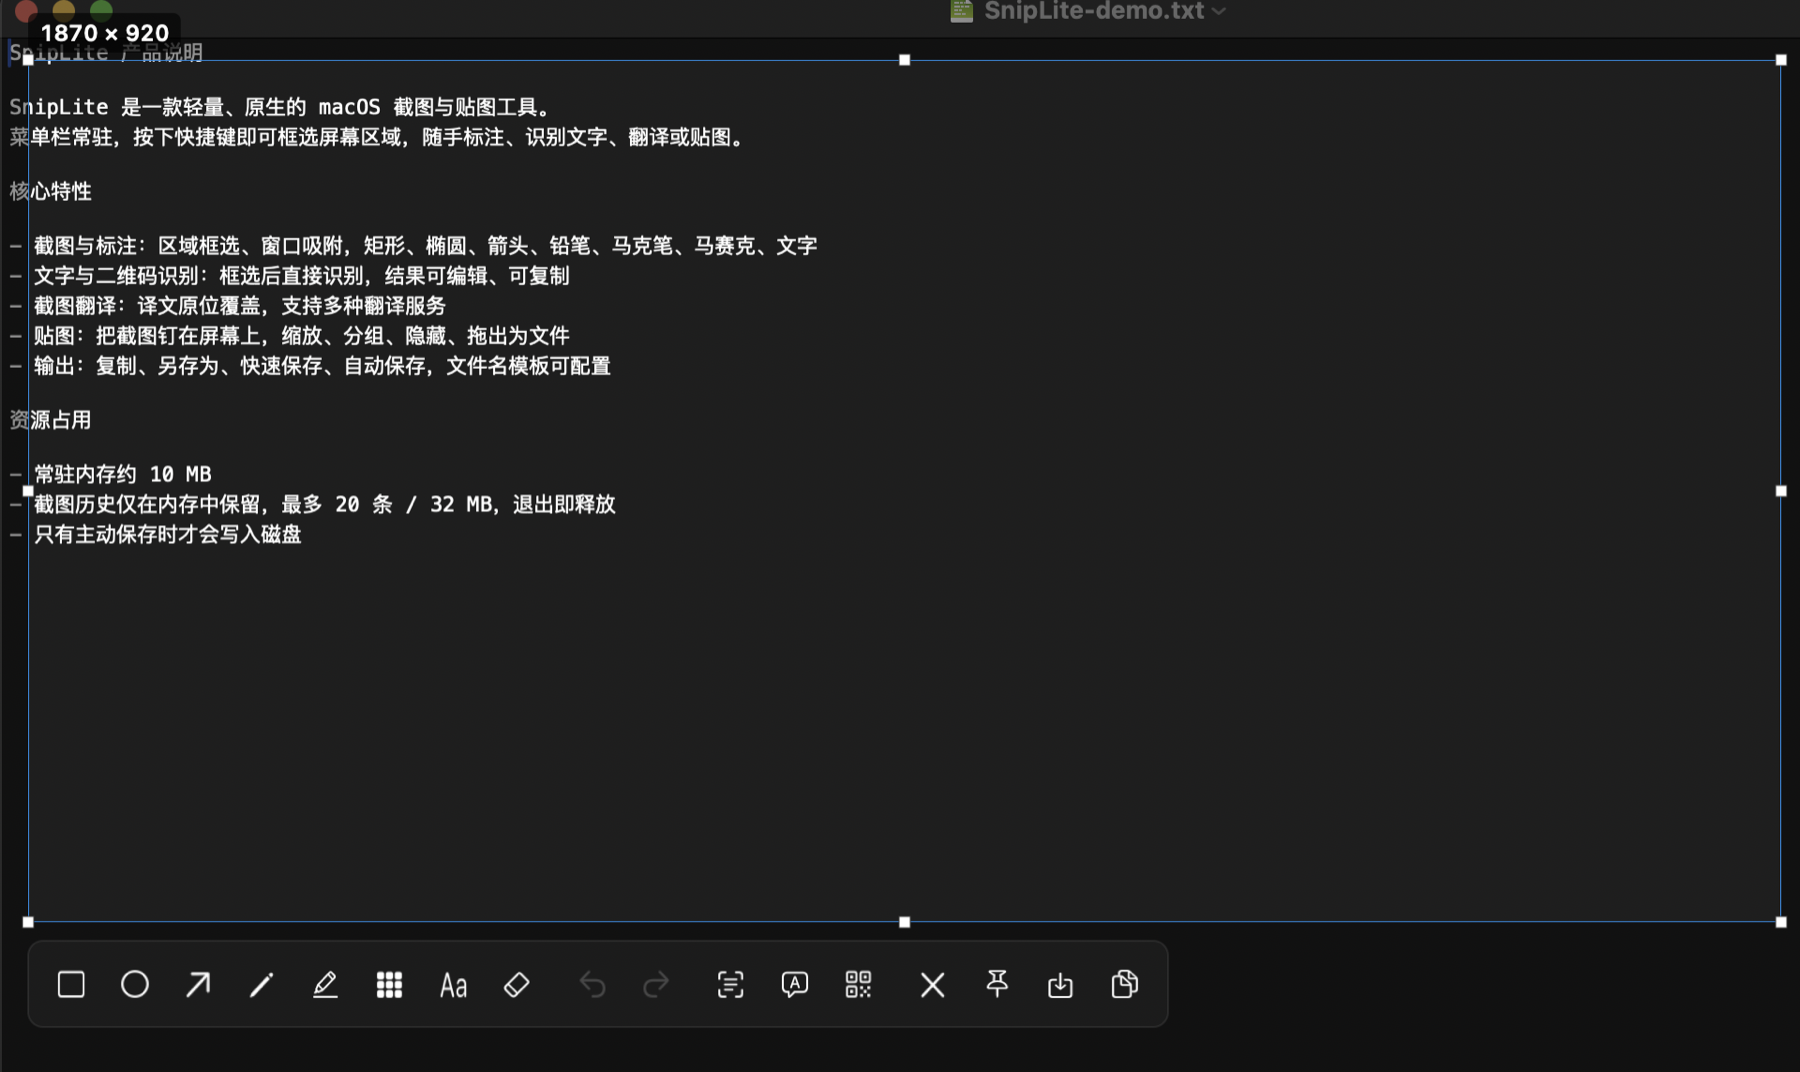 SnipLite-demo.txt
1870 × 920
SnipLite 产品说明
SnipLite 是一款轻量、原生的 macOS 截图与贴图工具。
菜单栏常驻，按下快捷键即可框选屏幕区域，随手标注、识别文字、翻译或贴图。
核心特性
- 截图与标注：区域框选、窗口吸附，矩形、椭圆、箭头、铅笔、马克笔、马赛克、文字
- 文字与二维码识别：框选后直接识别，结果可编辑、可复制
- 截图翻译：译文原位覆盖，支持多种翻译服务
- 贴图：把截图钉在屏幕上，缩放、分组、隐藏、拖出为文件
- 输出：复制、另存为、快速保存、自动保存，文件名模板可配置
资源占用
- 常驻内存约 10 MB
- 截图历史仅在内存中保留，最多 20 条 / 32 MB，退出即释放
- 只有主动保存时才会写入磁盘
Aa
A